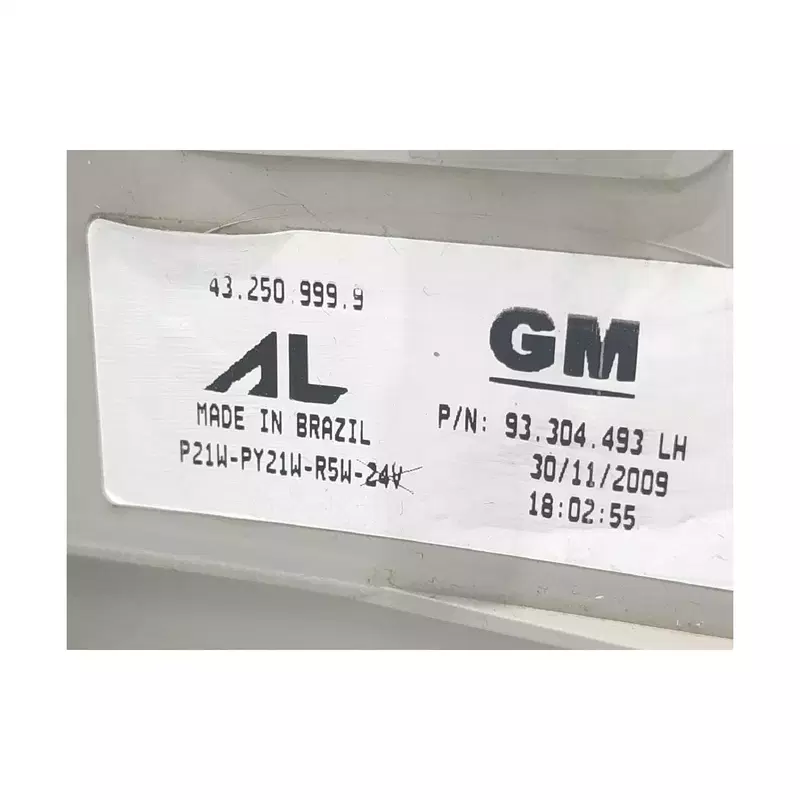 43.250.999.9
AL
MADE IN BRAZIL
P21W-PY21W-R5W-24V
GM
P/N: 93.304.493 LH
30/11/2009
18:02:55